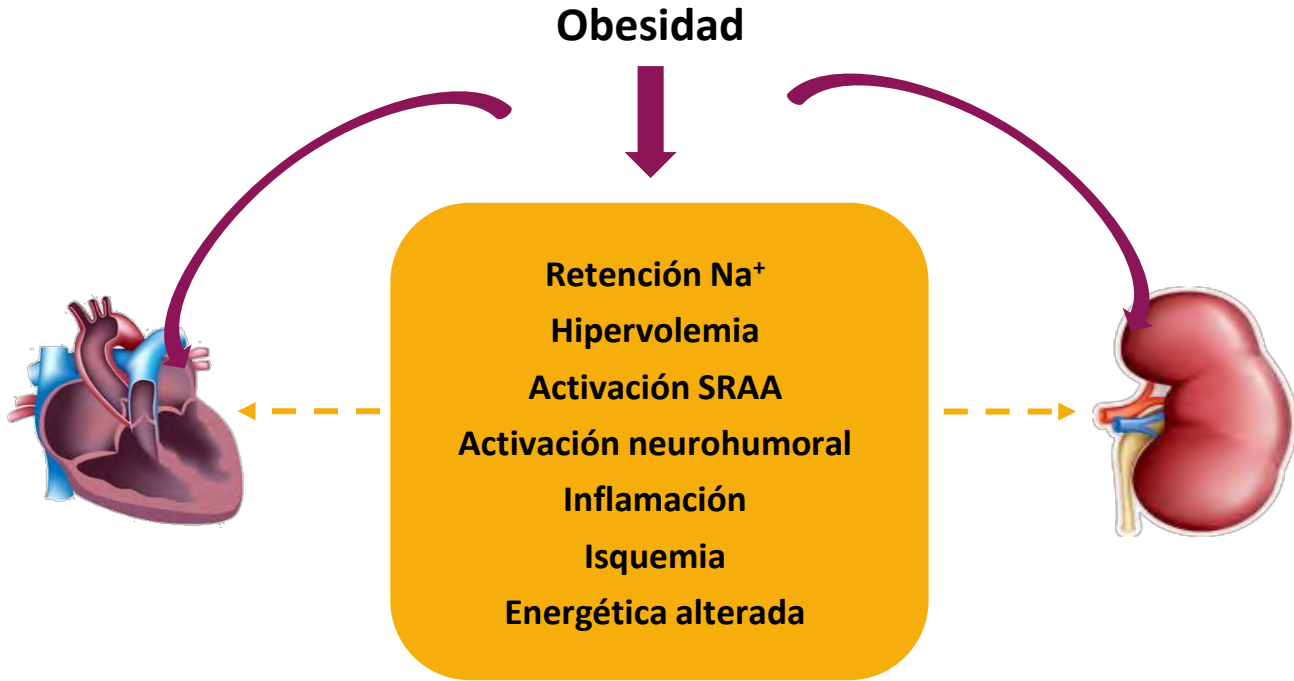 Obesidad
Retención Na⁺
Hipervolemia
Activación SRAA
Activación neurohumoral
Inflamación
Isquemia
Energética alterada